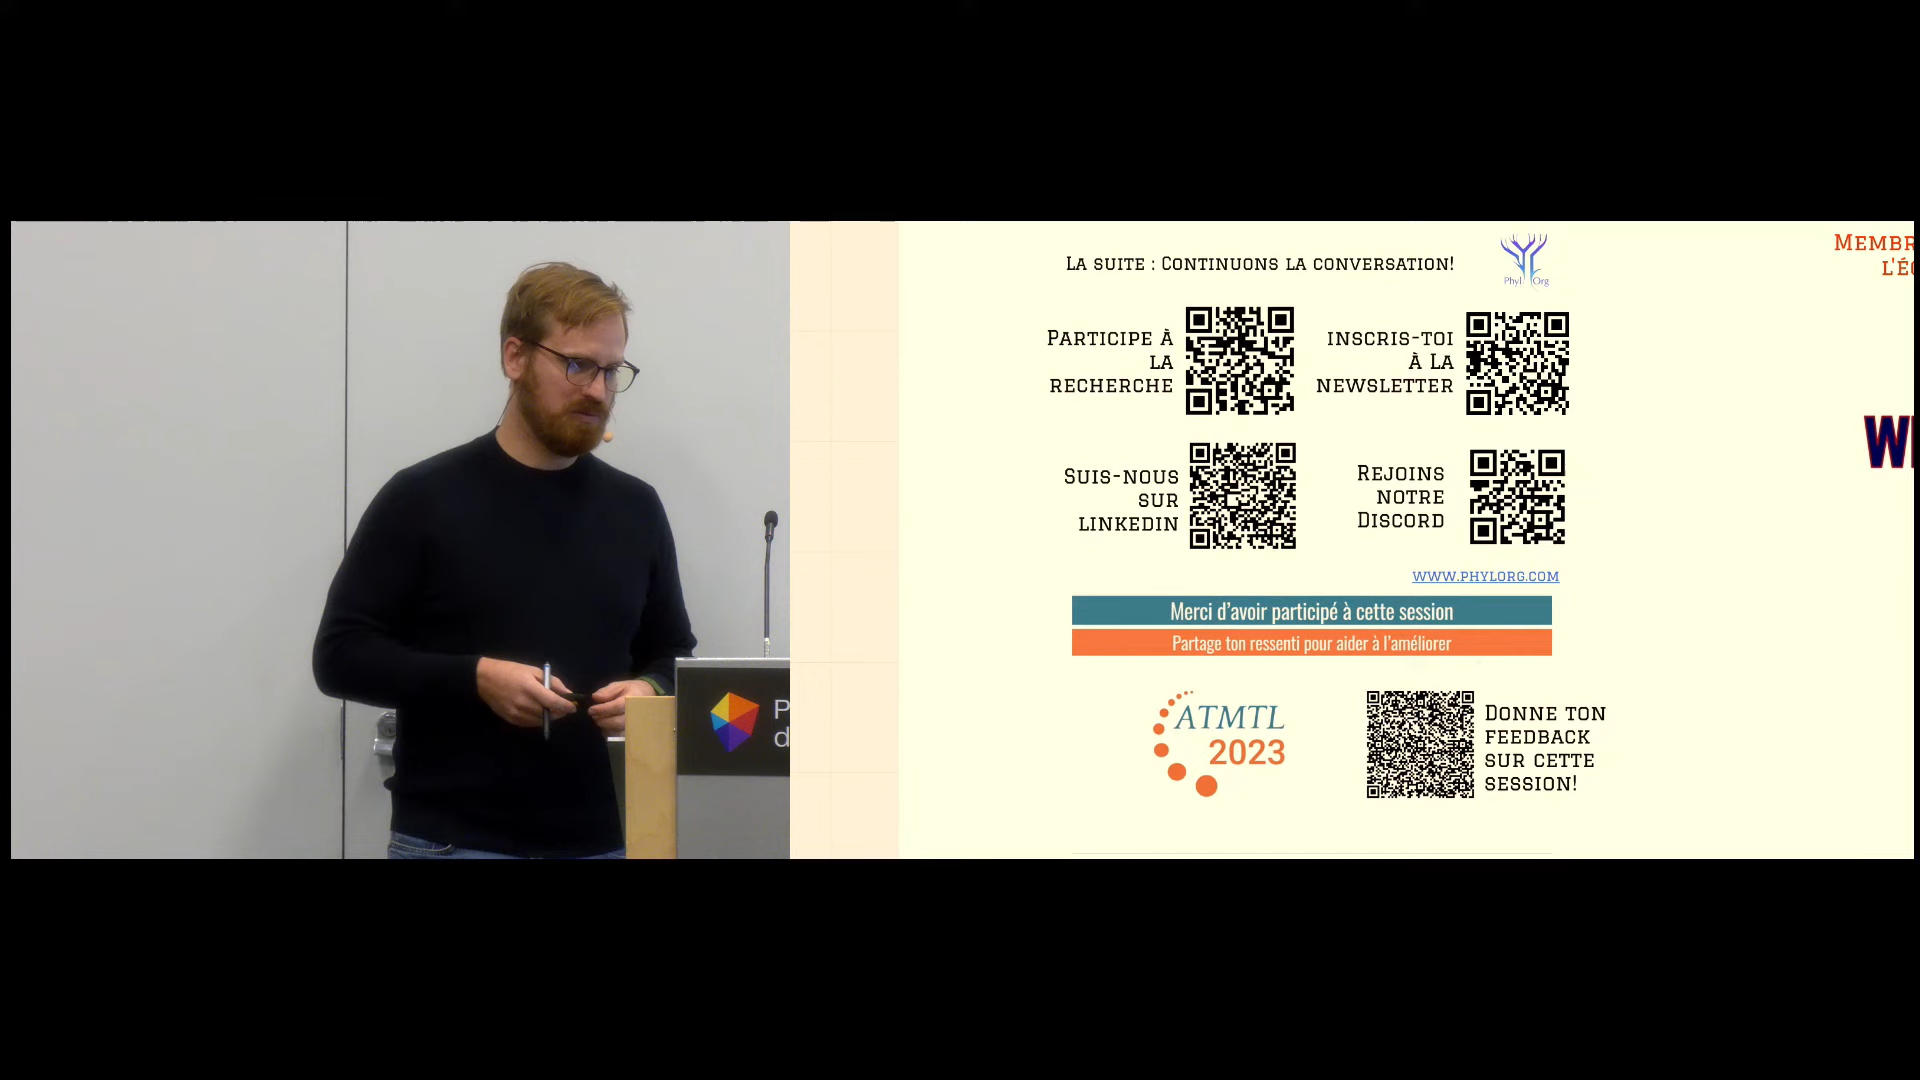 La suite : Continuons la conversation!
Phyl Org
Participe à
la
recherche
inscris-toi
à la
newsletter
Suis-nous
sur
linkedin
Rejoins
notre
Discord
www.phylorg.com
Merci d'avoir participé à cette session
Partage ton ressenti pour aider à l'améliorer
ATMTL
2023
Donne ton
feedback
sur cette
session!